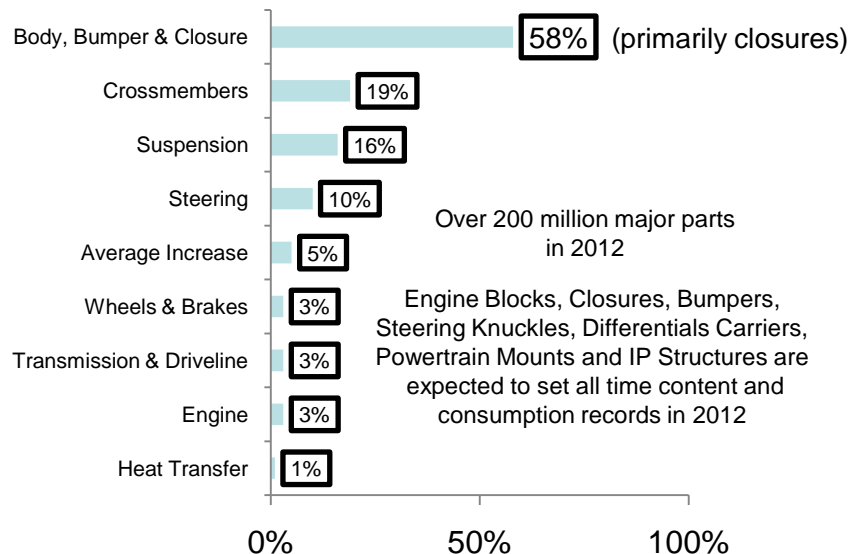 Body, Bumper & Closure 58% (primarily closures)
Crossmembers 19%
Suspension 16%
Steering 10%
Over 200 million major parts
in 2012
Average Increase 5%
Wheels & Brakes 3%
Engine Blocks, Closures, Bumpers,
Steering Knuckles, Differentials Carriers,
Transmission & Driveline 3%
Powertrain Mounts and IP Structures are
expected to set all time content and
consumption records in 2012
Engine 3%
Heat Transfer 1%
0% 50% 100%